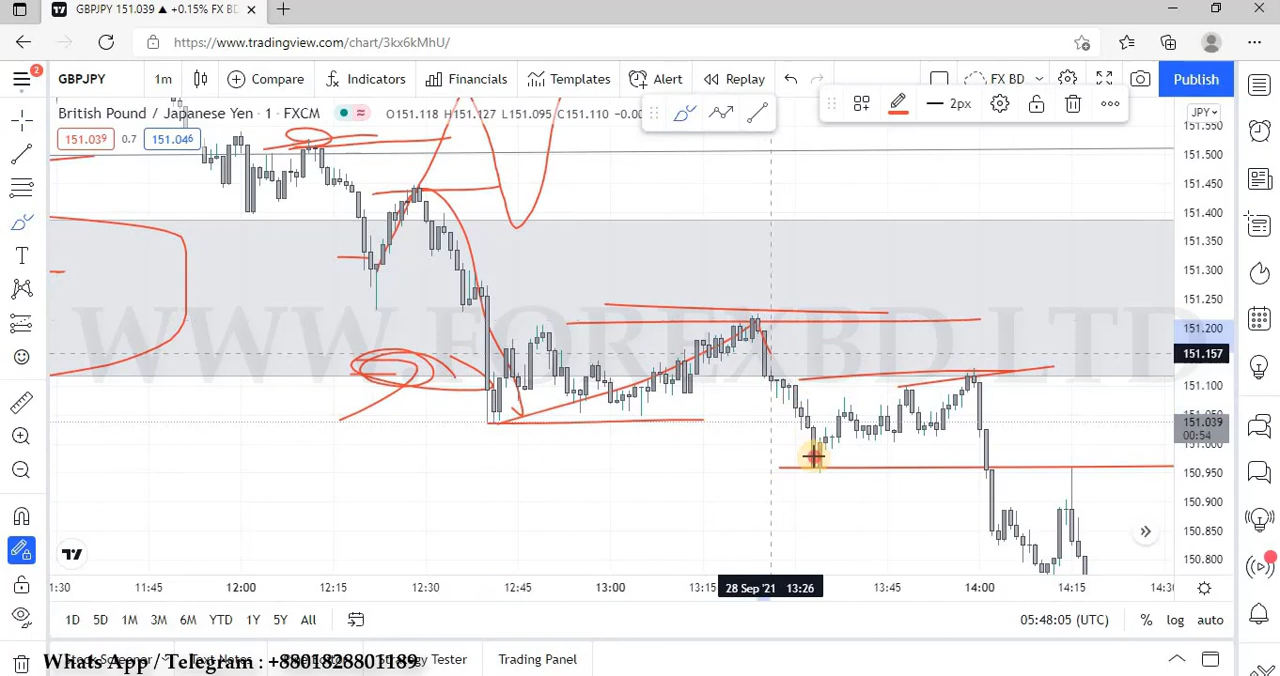 GBPJPY 151.039 ▲ +0.15% FX BD
https://www.tradingview.com/chart/3kx6kMhU/
2
GBPJPY 1m Compare Indicators Financials Templates Alert Replay FX BD Publish
2px
British Pound / Japanese Yen · 1 · FXCM O151.118 H151.127 L151.095 C151.110
JPY
151.039 0.7 151.046
151.550
151.500
151.450
151.400
151.350
151.300
151.250
151.200
151.157
151.100
151.039
00:54
151.000
150.950
150.900
150.850
150.800
WWW.FOREXBD.LTD
11:45 12:00 12:15 12:30 12:45 13:00 13:15 28 Sep '21 13:26 13:45 14:00 14:15 14:30
1D 5D 1M 3M 6M YTD 1Y 5Y All 05:48:05 (UTC) % log auto
Whats App / Telegram : +8801828801189
Trading Panel